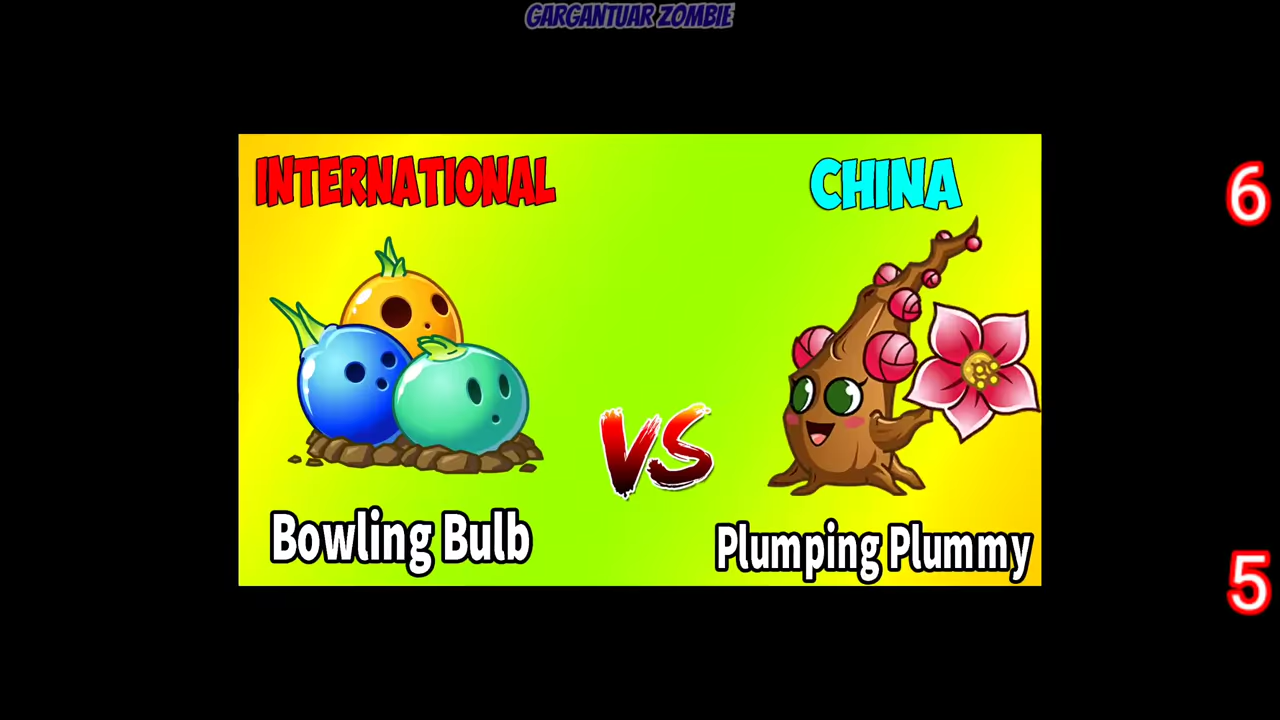 GARGANTUAR ZOMBIE
INTERNATIONAL
CHINA
6
VS
Bowling Bulb
Plumping Plummy
5